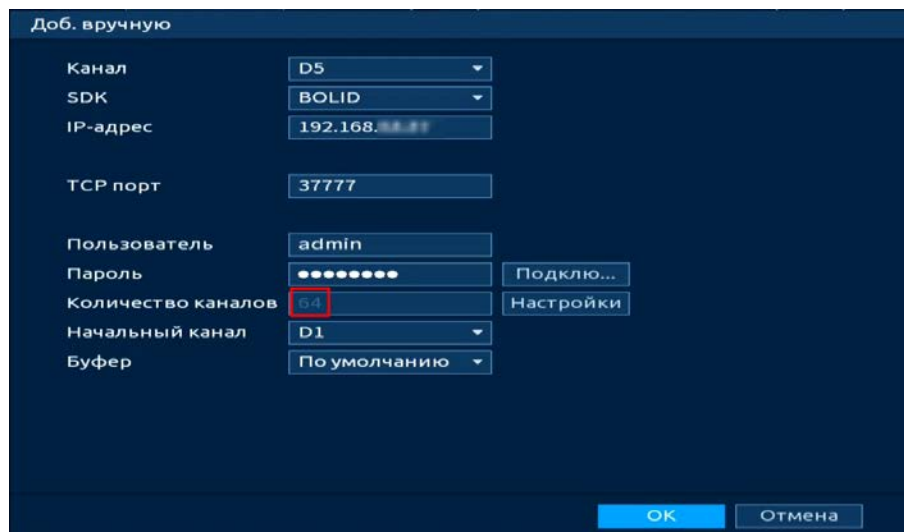 Доб. вручную
Канал D5
SDK BOLID
IP-адрес 192.168.
TCP порт 37777
Пользователь admin
Пароль ●●●●●●●● Подклю...
Количество каналов 64 Настройки
Начальный канал D1
Буфер По умолчанию
OK Отмена